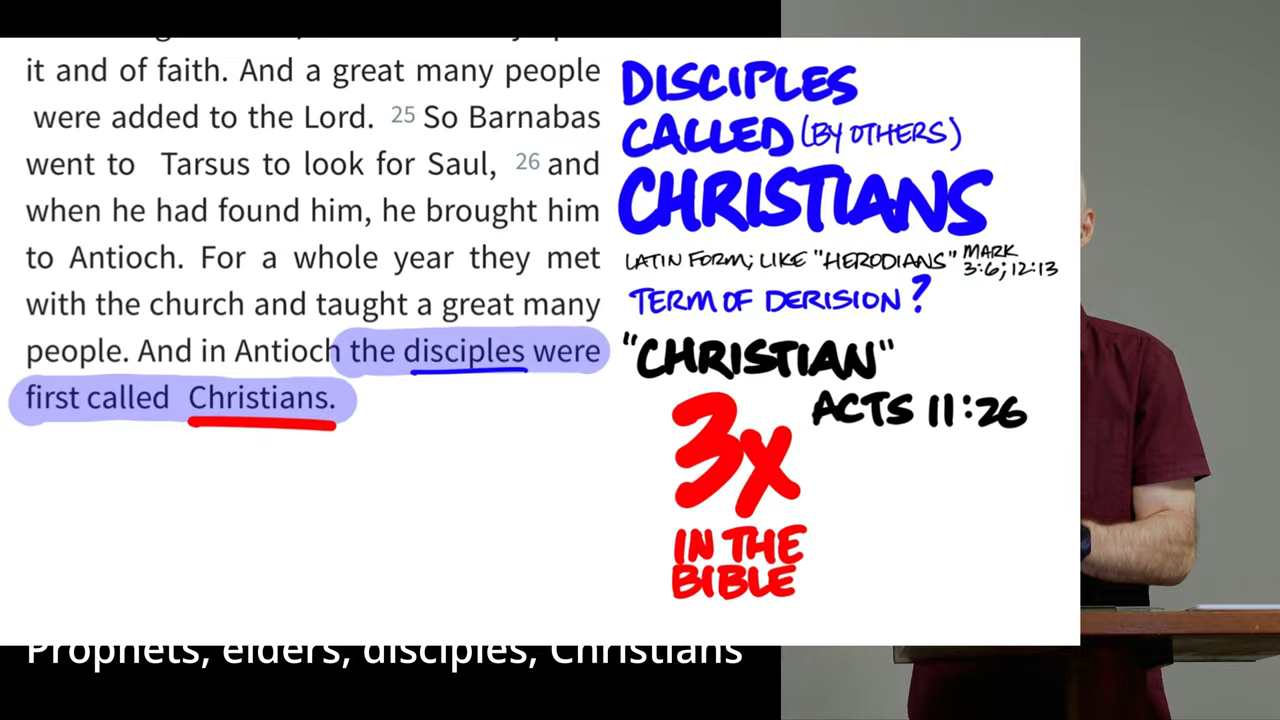 it and of faith. And a great many people
were added to the Lord. 25 So Barnabas
went to Tarsus to look for Saul, 26 and
when he had found him, he brought him
to Antioch. For a whole year they met
with the church and taught a great many
people. And in Antioch the disciples were
first called Christians.
DISCIPLES
CALLED (BY OTHERS)
CHRISTIANS
LATIN FORM; LIKE "HERODIANS" MARK
3:6; 12:13
TERM OF DERISION?
"CHRISTIAN"
3x
ACTS 11:26
IN THE
BIBLE
Prophets, elders, disciples, Christians